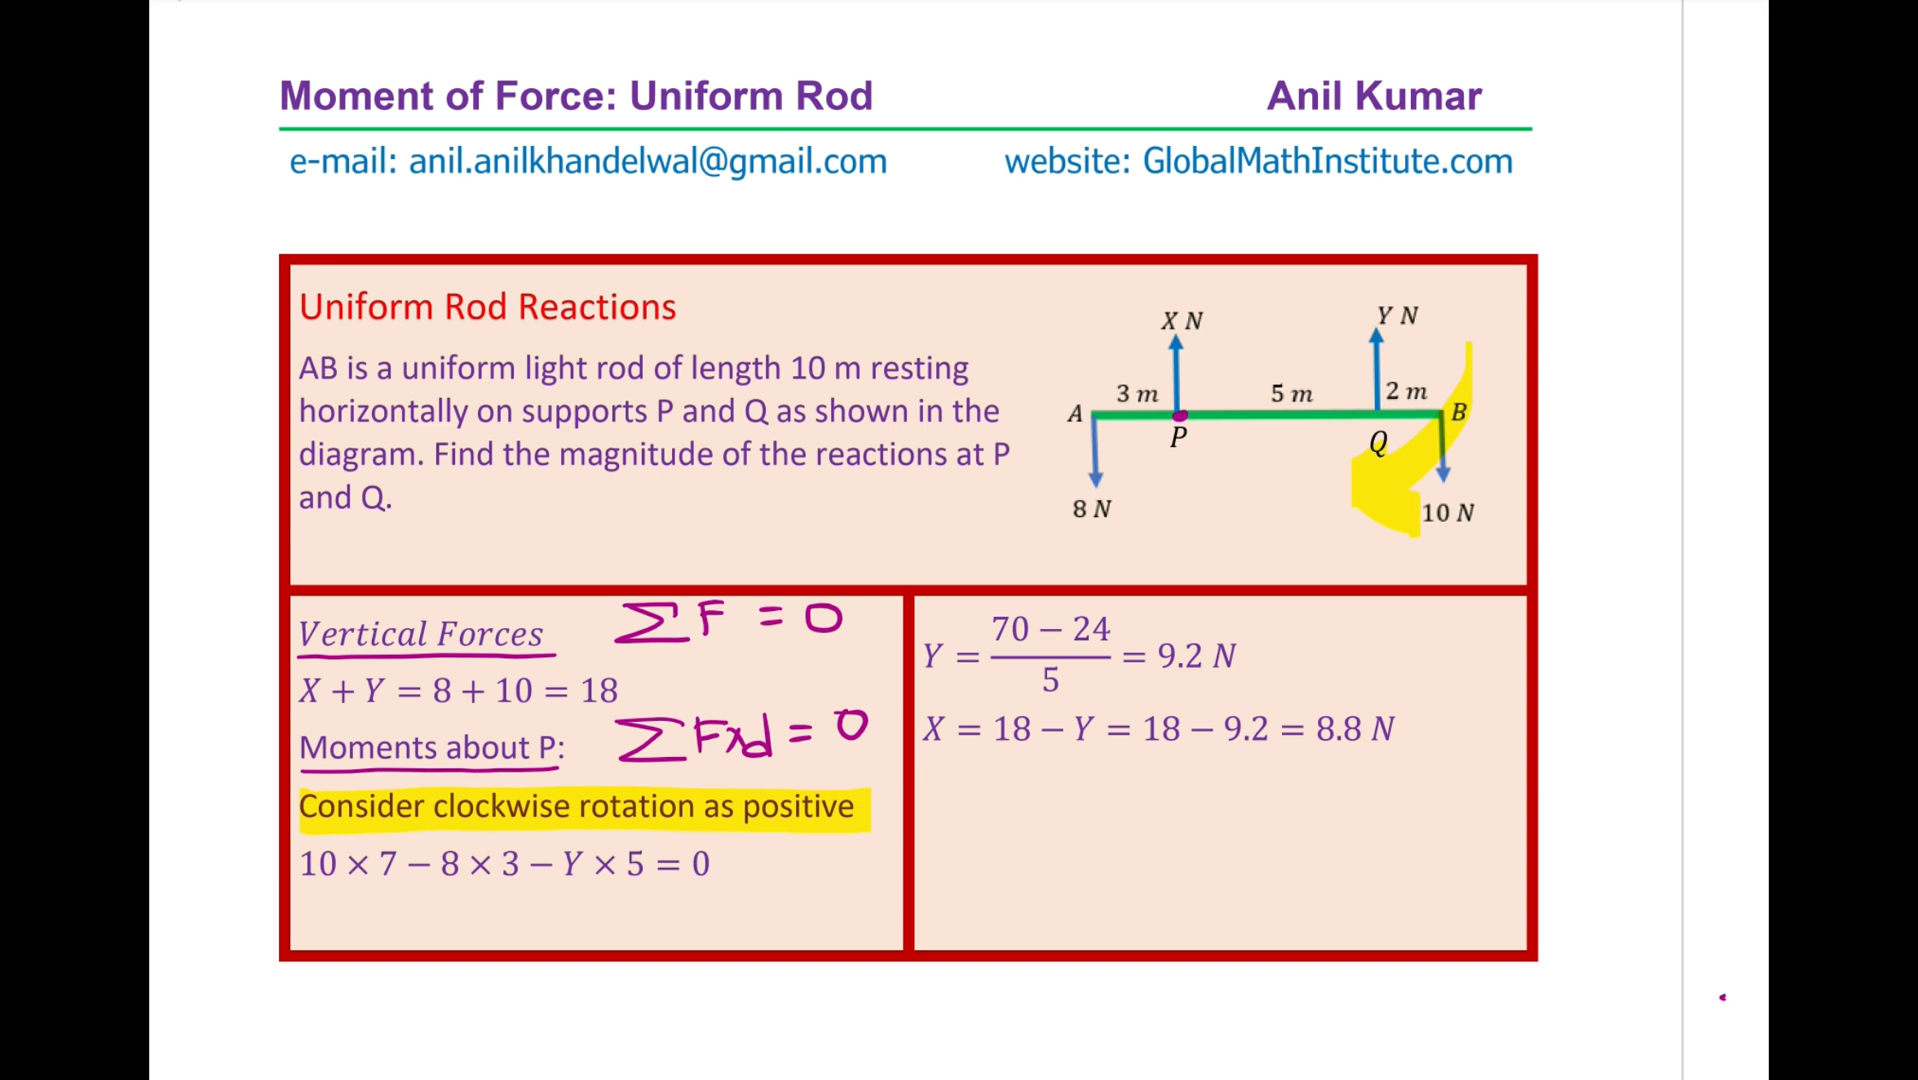 Moment of Force: Uniform Rod Anil Kumar
e-mail: anil.anilkhandelwal@gmail.com website: GlobalMathInstitute.com
Uniform Rod Reactions
AB is a uniform light rod of length 10 m resting
horizontally on supports P and Q as shown in the
diagram. Find the magnitude of the reactions at P
and Q.
X N Y N
3 m 5 m 2 m
A P Q B
8 N 10 N
Vertical Forces ∑F = 0
X + Y = 8 + 10 = 18
Moments about P: ∑Fxd = 0
Consider clockwise rotation as positive
10 × 7 − 8 × 3 − Y × 5 = 0
Y = (70 − 24)/5 = 9.2 N
X = 18 − Y = 18 − 9.2 = 8.8 N